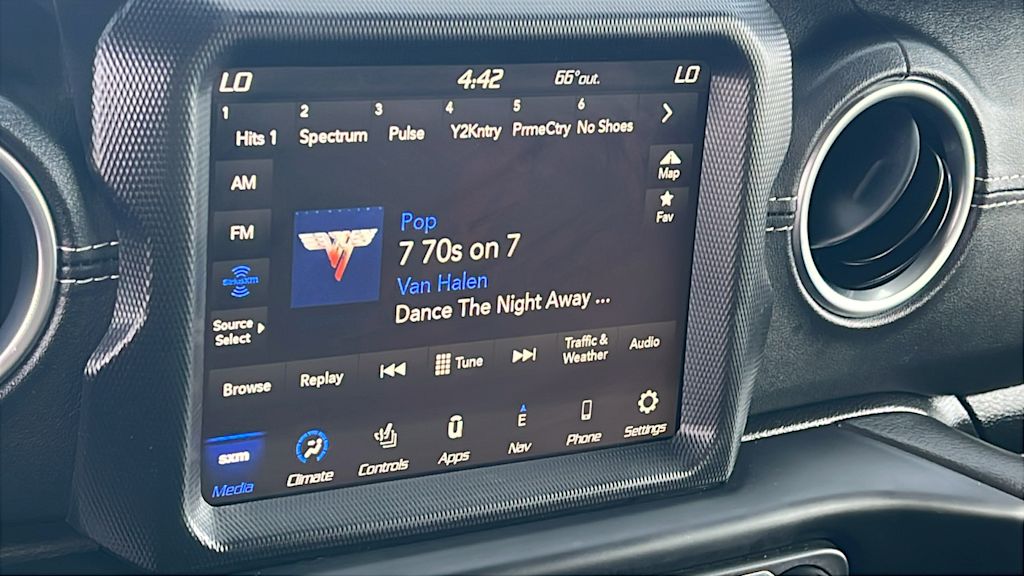 LO 4:42 66°out. LO
1 2 3 4 5 6
Hits 1 Spectrum Pulse Y2Kntry PrmeCtry No Shoes
AM
Map
Fav
FM
siriusxm
Source
Select
Pop
7 70s on 7
Van Halen
Dance The Night Away ...
Browse Replay Tune Traffic &
Weather Audio
sxm
Media Climate Controls Apps E
Nav Phone Settings